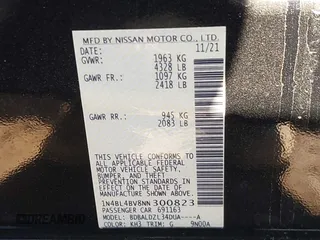 MFD BY NISSAN MOTOR CO., LTD.
DATE: 11/21
GVWR: 1963 KG
4328 LB
GAWR FR: 1097 KG
2418 LB
GAWR RR: 945 KG
2083 LB
THIS VEHICLE CONFORMS TO
ALL APPLICABLE FEDERAL
SAFETY, BUMPER, AND THEFT
PREVENTION STANDARDS IN
EFFECT ON THE DATE OF
MANUFACTURE SHOWN ABOVE.
1N4BL4BV8NN300823
PASSENGER CAR 691163
MODEL: BDBALDZL34DUA----A
COLOR: KH3 TRIM: G 9N00A